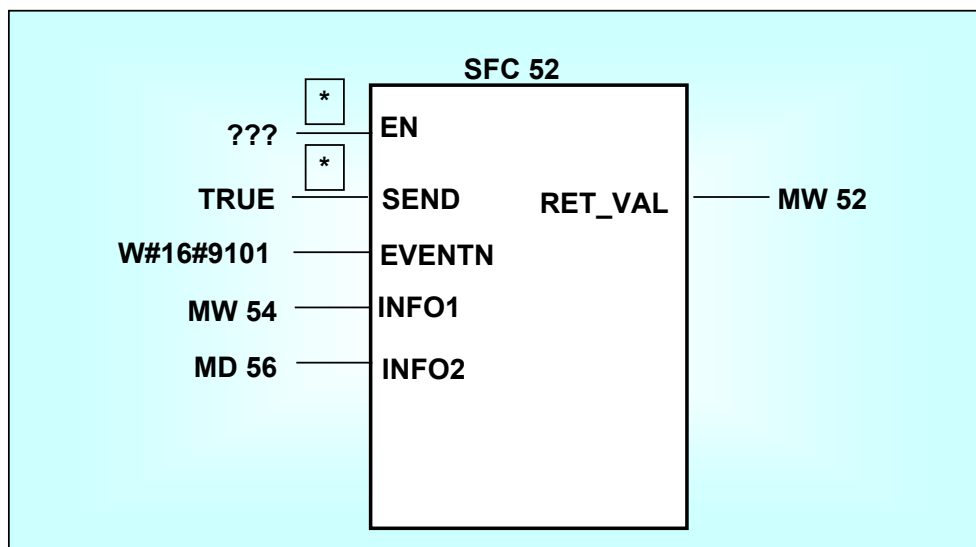 SFC 52
*
??? EN
*
TRUE SEND RET_VAL MW 52
W#16#9101 EVENTN
MW 54 INFO1
MD 56 INFO2